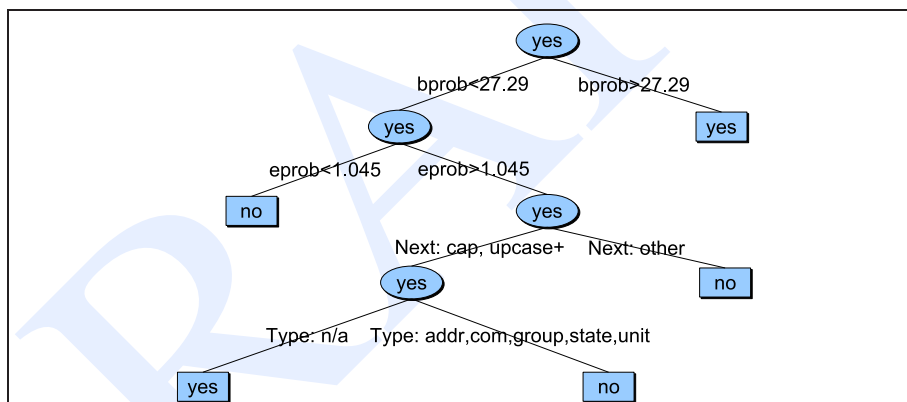 yes
bprob<27.29 bprob>27.29
yes yes
eprob<1.045 eprob>1.045
no yes
Next: cap, upcase+ Next: other
yes no
Type: n/a Type: addr,com,group,state,unit
yes no